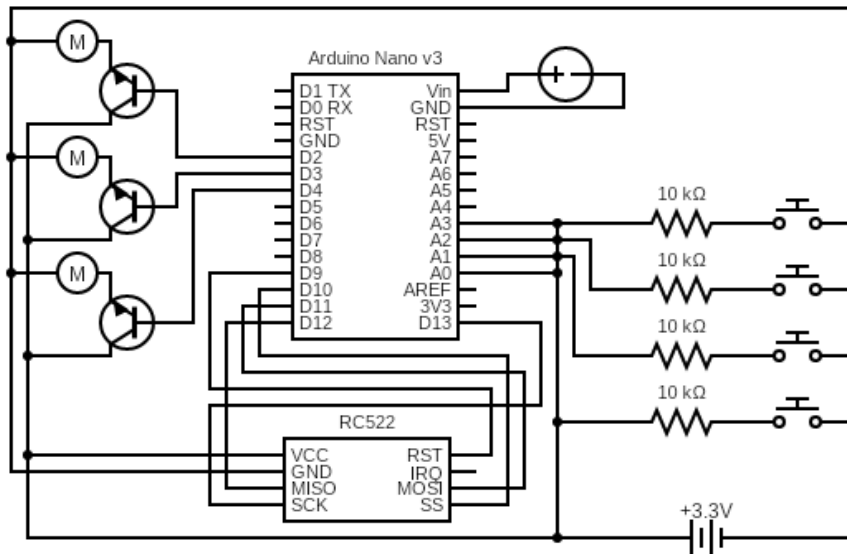 M
M
M
Arduino Nano v3
D1 TX
D0 RX
RST
GND
D2
D3
D4
D5
D6
D7
D8
D9
D10
D11
D12
Vin
GND
RST
5V
A7
A6
A5
A4
A3
A2
A1
A0
AREF
3V3
D13
10 kΩ
10 kΩ
10 kΩ
10 kΩ
RC522
VCC
GND
MISO
SCK
RST
IRQ
MOSI
SS
+3.3V